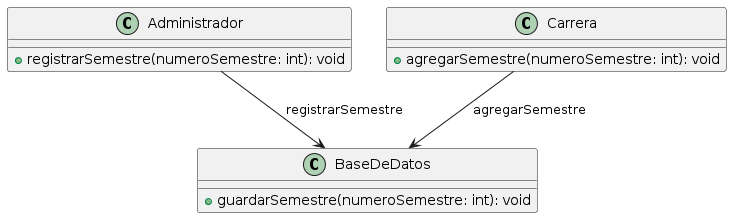 C Administrador
+ registrarSemestre(numeroSemestre: int): void
C Carrera
+ agregarSemestre(numeroSemestre: int): void
registrarSemestre
agregarSemestre
C BaseDeDatos
+ guardarSemestre(numeroSemestre: int): void